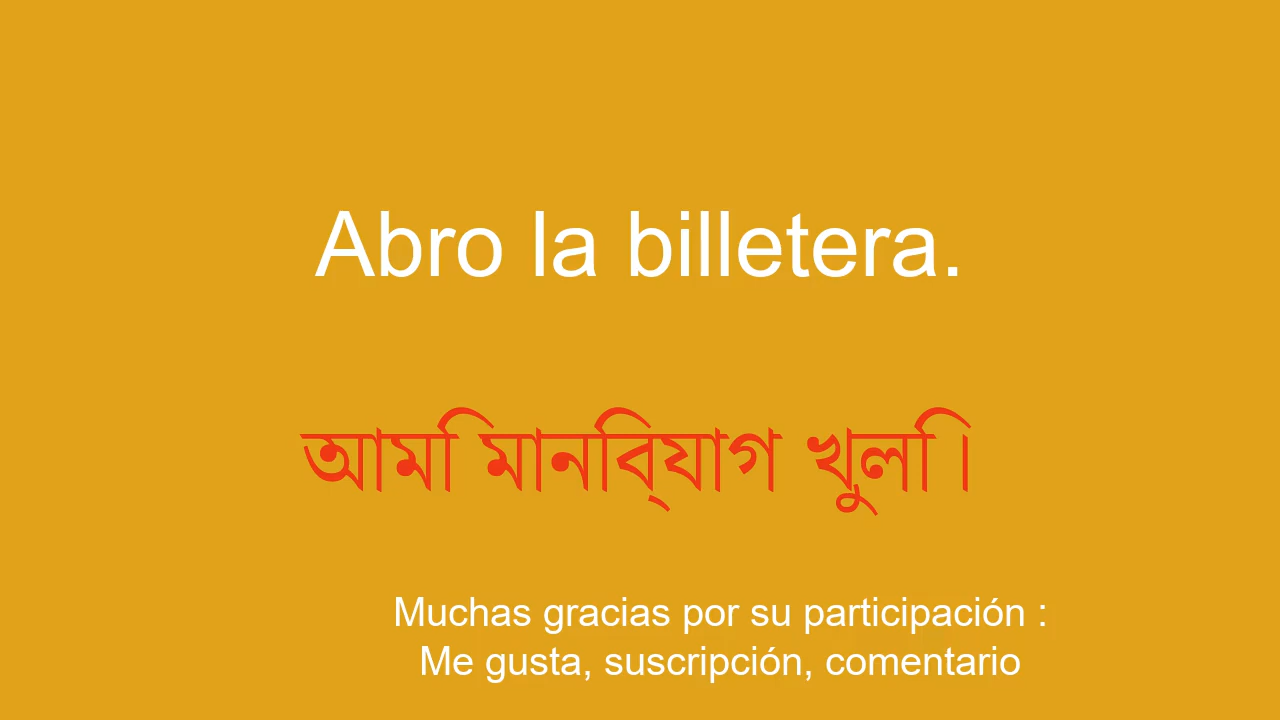 Abro la billetera.
আমি মানিব্যাগ খুলি।
Muchas gracias por su participación :
Me gusta, suscripción, comentario